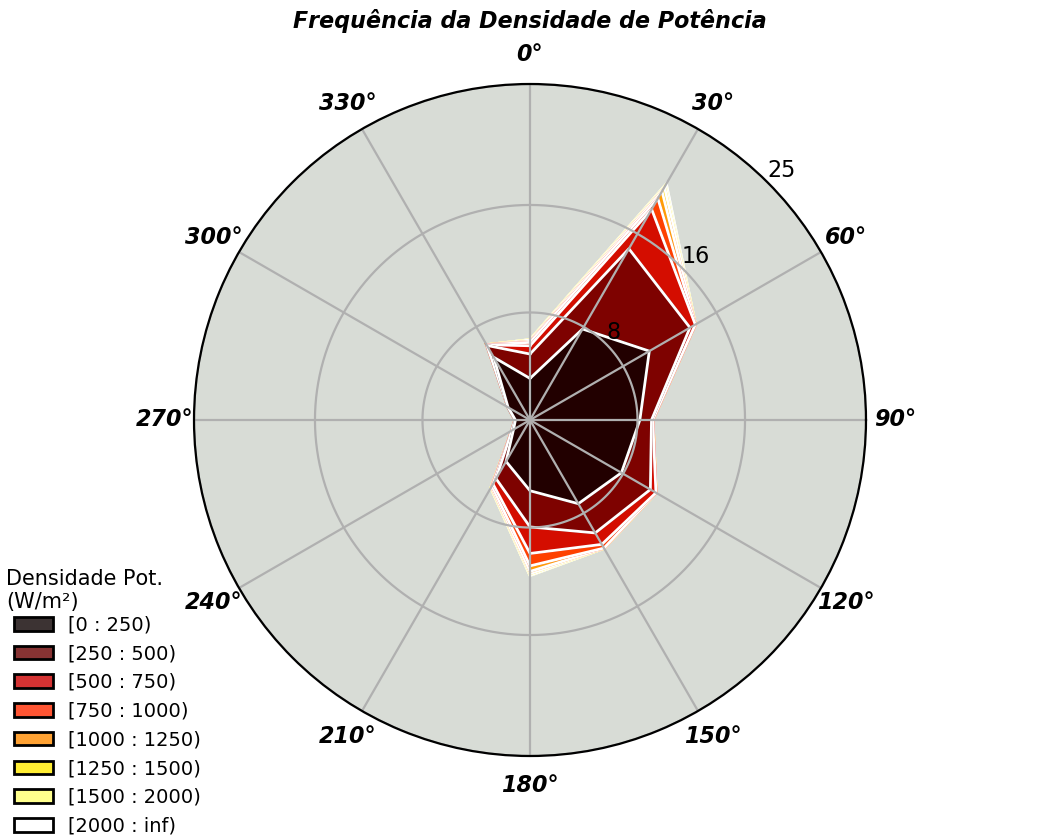 Frequência da Densidade de Potência
0°
330°
30°
25
300°
60°
16
8
270°
90°
240°
120°
210°
150°
180°
Densidade Pot.
(W/m²)
[0 : 250)
[250 : 500)
[500 : 750)
[750 : 1000)
[1000 : 1250)
[1250 : 1500)
[1500 : 2000)
[2000 : inf)